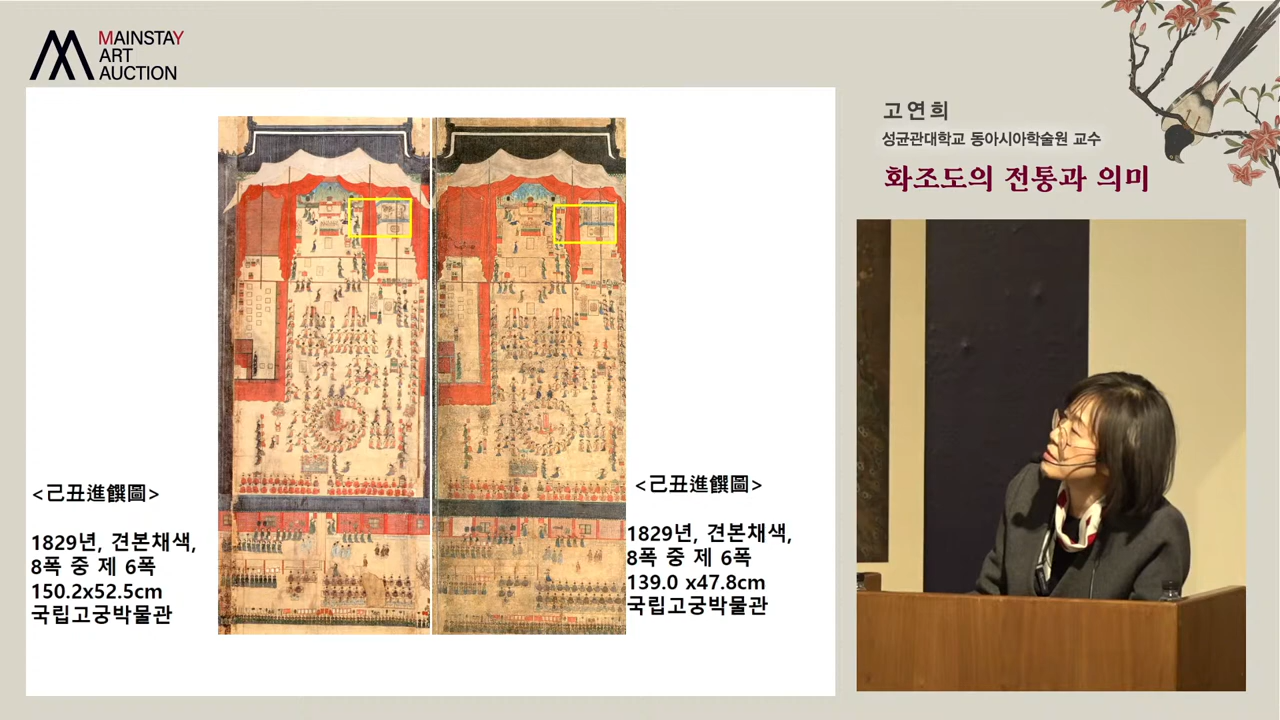 MAINSTAY
ART
AUCTION
고연희
성균관대학교 동아시아학술원 교수
화조도의 전통과 의미
<己丑進饌圖>
1829년, 견본채색,
8폭 중 제 6폭
150.2x52.5cm
국립고궁박물관
<己丑進饌圖>
1829년, 견본채색,
8폭 중 제 6폭
139.0 x47.8cm
국립고궁박물관